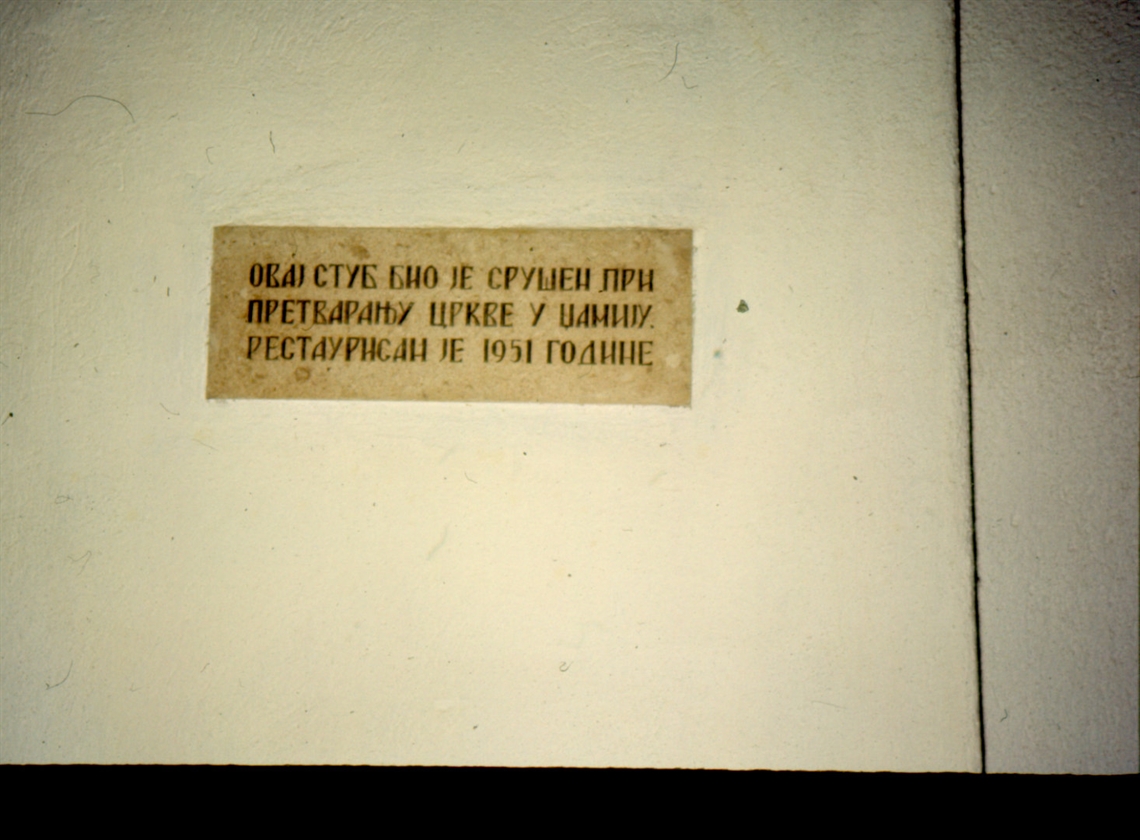 ОВАЈ СТУБ БИО ЈЕ СРУШЕН ПРИ
ПРЕТВАРАЊУ ЦРКВЕ У ЏАМИЈУ.
РЕСТАУРИСАН ЈЕ 1951 ГОДИНЕ